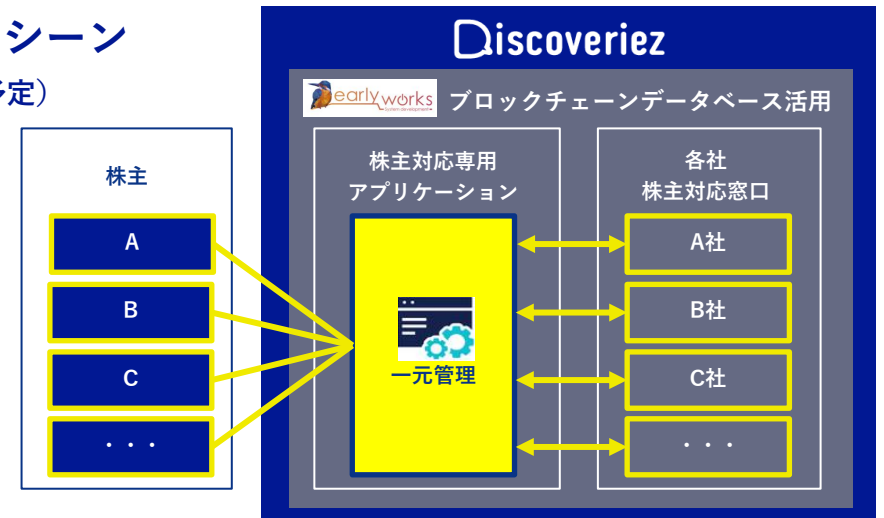 シーン
予定）
Discoveriez
earlyworks
ブロックチェーンデータベース活用
株主
株主対応専用
アプリケーション
各社
株主対応窓口
A
B
C
・・・
一元管理
A社
B社
C社
・・・